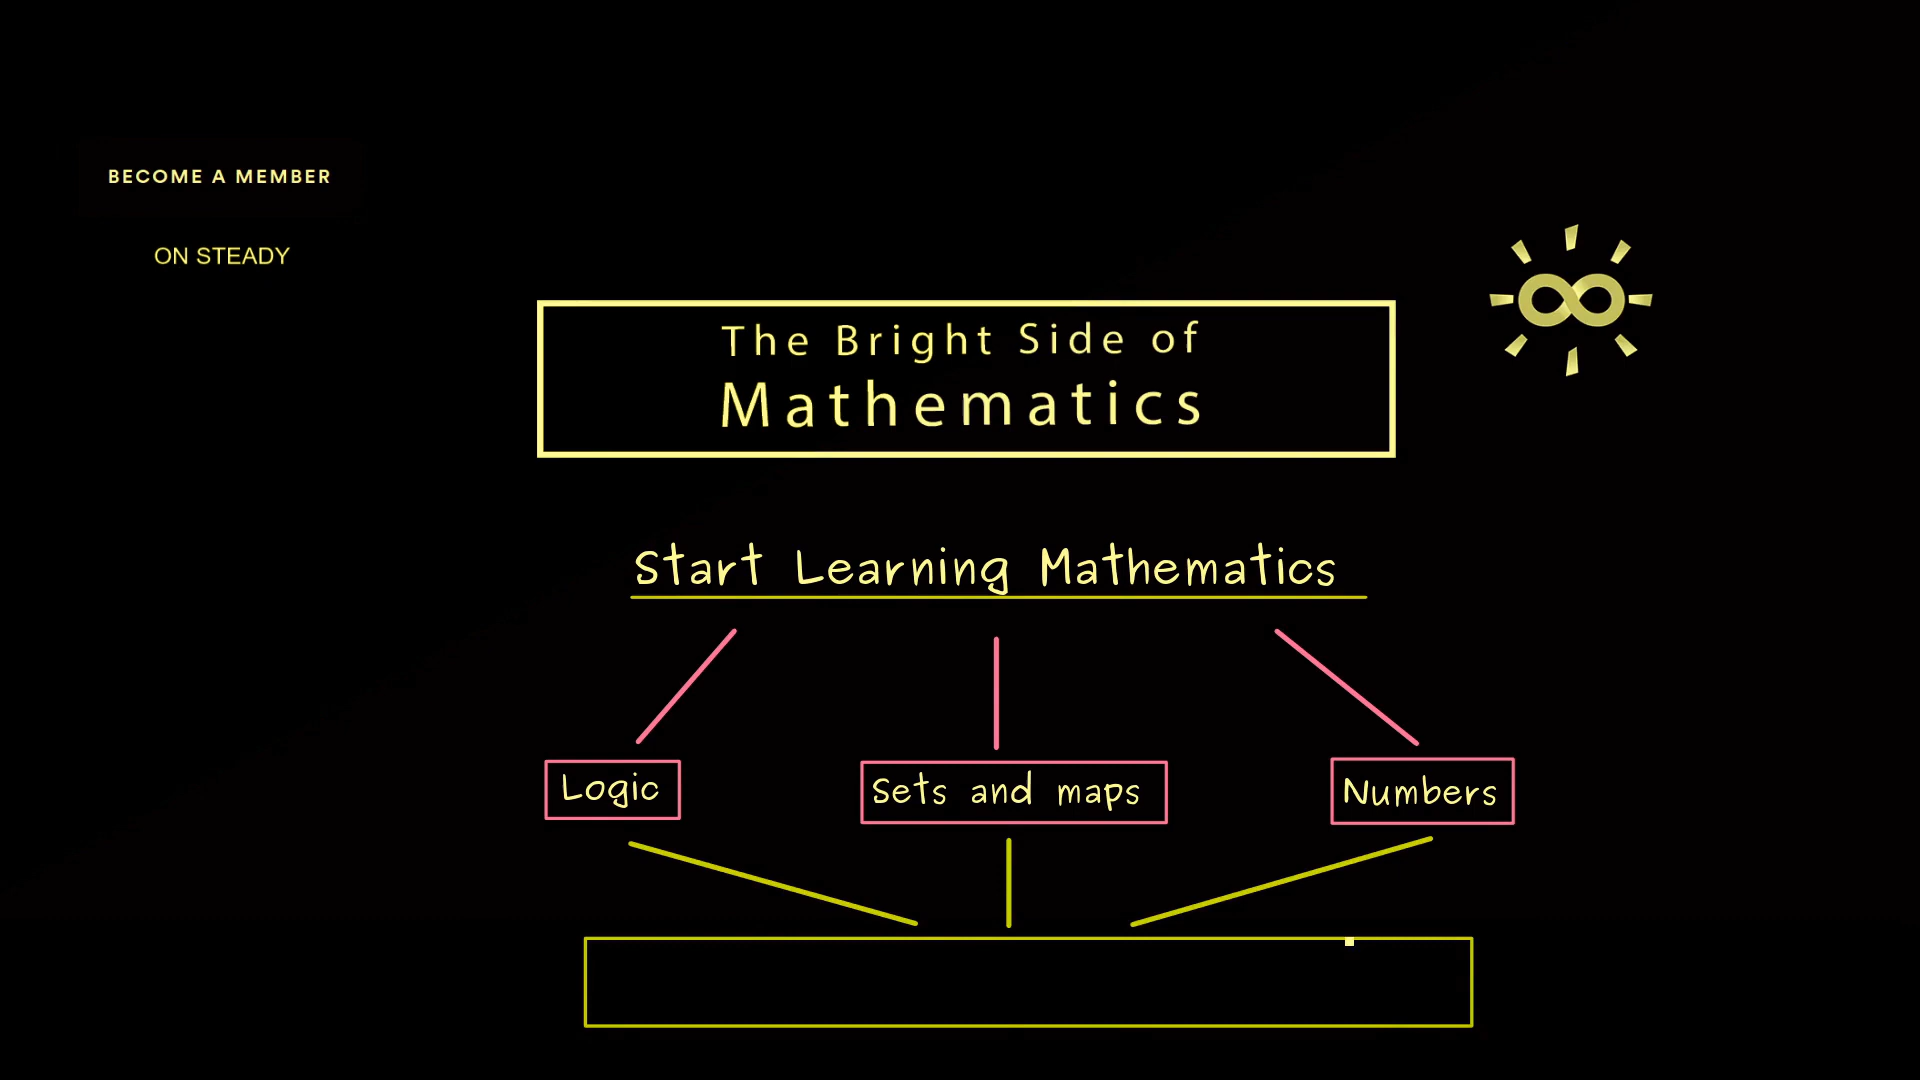 BECOME A MEMBER
ON STEADY
The Bright Side of
Mathematics
Start Learning Mathematics
Logic
Sets and maps
Numbers